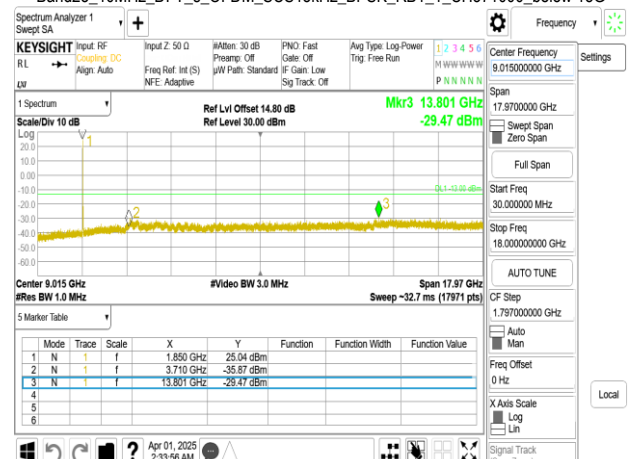 Spectrum Analyzer 1
Swept SA
Frequency
KEYSIGHT
RL
LXI
Input: RF
Coupling: DC
Align: Auto
Input Z: 50 Ω
Freq Ref: Int (S)
NFE: Adaptive
#Atten: 30 dB
Preamp: Off
µW Path: Standard
PNO: Fast
Gate: Off
IF Gain: Low
Sig Track: Off
Avg Type: Log-Power
Trig: Free Run
1 2 3 4 5 6
M W W W W W
P N N N N N
Center Frequency
9.015000000 GHz
Settings
1 Spectrum
Scale/Div 10 dB
Ref Lvl Offset 14.80 dB
Ref Level 30.00 dBm
Mkr3 13.801 GHz
-29.47 dBm
Span
17.9700000 GHz
Swept Span
Zero Span
Full Span
Start Freq
30.000000 MHz
Stop Freq
18.000000000 GHz
AUTO TUNE
CF Step
1.797000000 GHz
Auto
Man
Freq Offset
0 Hz
X Axis Scale
Log
Lin
Signal Track
Local
Log
20.0
10.0
0.00
-10.0
-20.0
-30.0
-40.0
-50.0
-60.0
1
2
3
DL1 -13.00 dBm
Center 9.015 GHz
#Res BW 1.0 MHz
#Video BW 3.0 MHz
Span 17.97 GHz
Sweep ~32.7 ms (17971 pts)
5 Marker Table
Mode Trace Scale X Y Function Function Width Function Value
1 N 1 f 1.850 GHz 25.04 dBm
2 N 1 f 3.710 GHz -35.87 dBm
3 N 1 f 13.801 GHz -29.47 dBm
4
5
6
?
Apr 01, 2025
2:33:56 AM